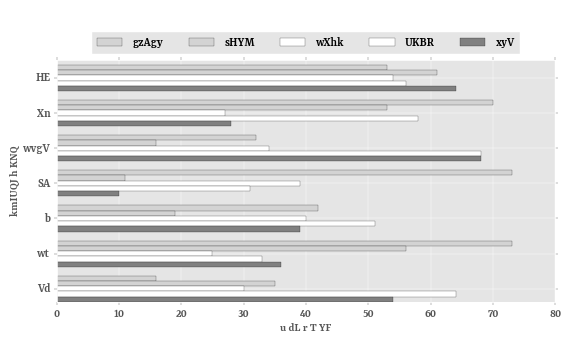 gzAgy sHYM wXhk UKBR xyV
HE
Xn
wvgV
SA
b
wt
Vd
kmIUQJ h KNQ
0 10 20 30 40 50 60 70 80
u dL r T YF